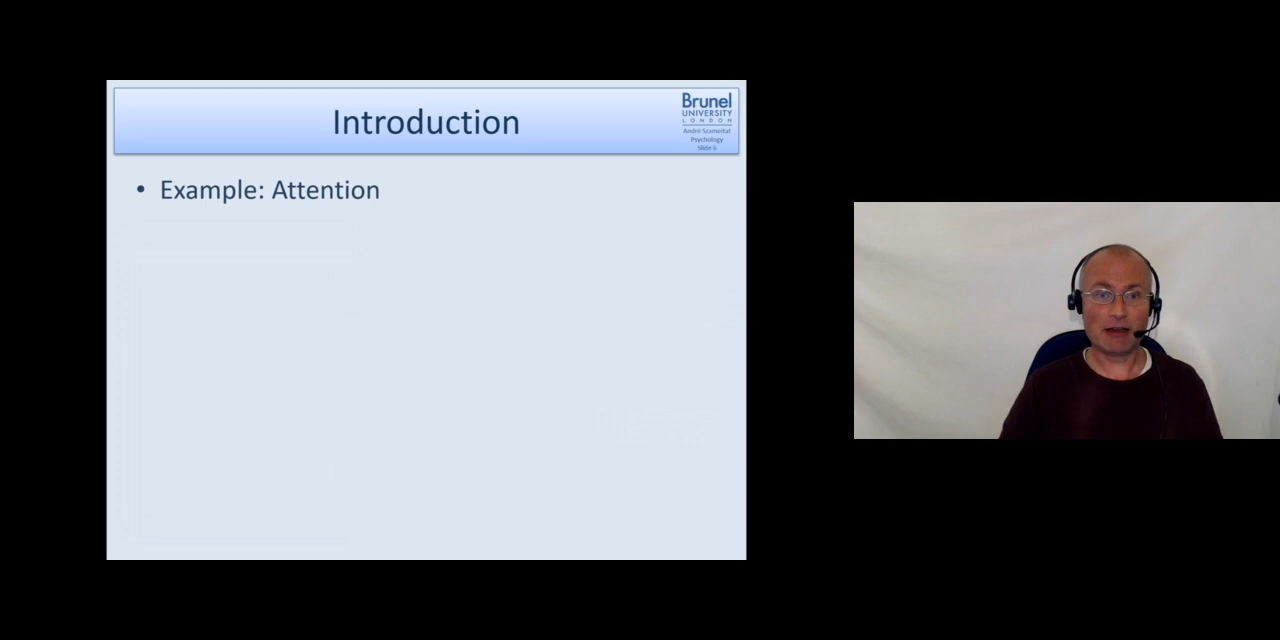 Introduction
Brunel
UNIVERSITY
LONDON
André Szameitat
Psychology
Slide 6
• Example: Attention